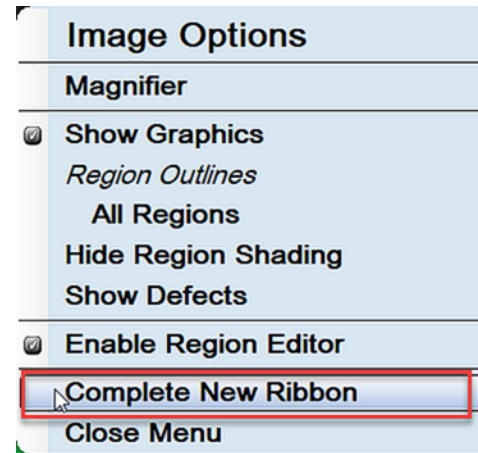 Image Options
Magnifier
Show Graphics
Region Outlines
All Regions
Hide Region Shading
Show Defects
Enable Region Editor
Complete New Ribbon
Close Menu